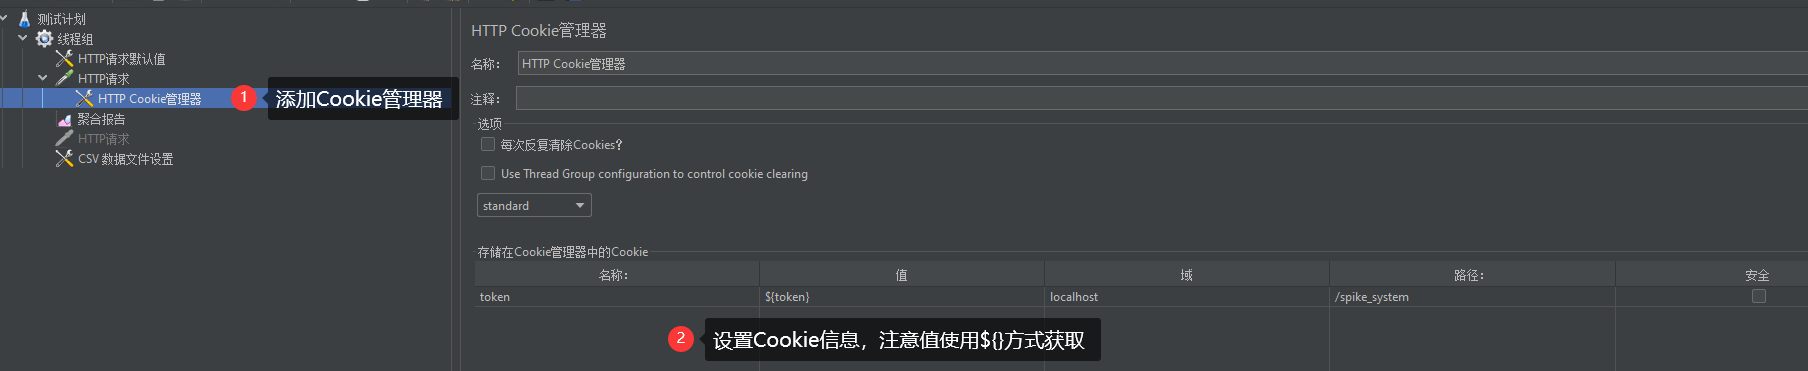 测试计划
线程组
HTTP请求默认值
HTTP请求
HTTP Cookie管理器
1 添加Cookie管理器
聚合报告
HTTP请求
CSV 数据文件设置
HTTP Cookie管理器
名称： HTTP Cookie管理器
注释：
选项
每次反复清除Cookies？
Use Thread Group configuration to control cookie clearing
standard
存储在Cookie管理器中的Cookie
名称： 值 域 路径： 安全
token ${token} localhost /spike_system
2 设置Cookie信息，注意值使用${}方式获取